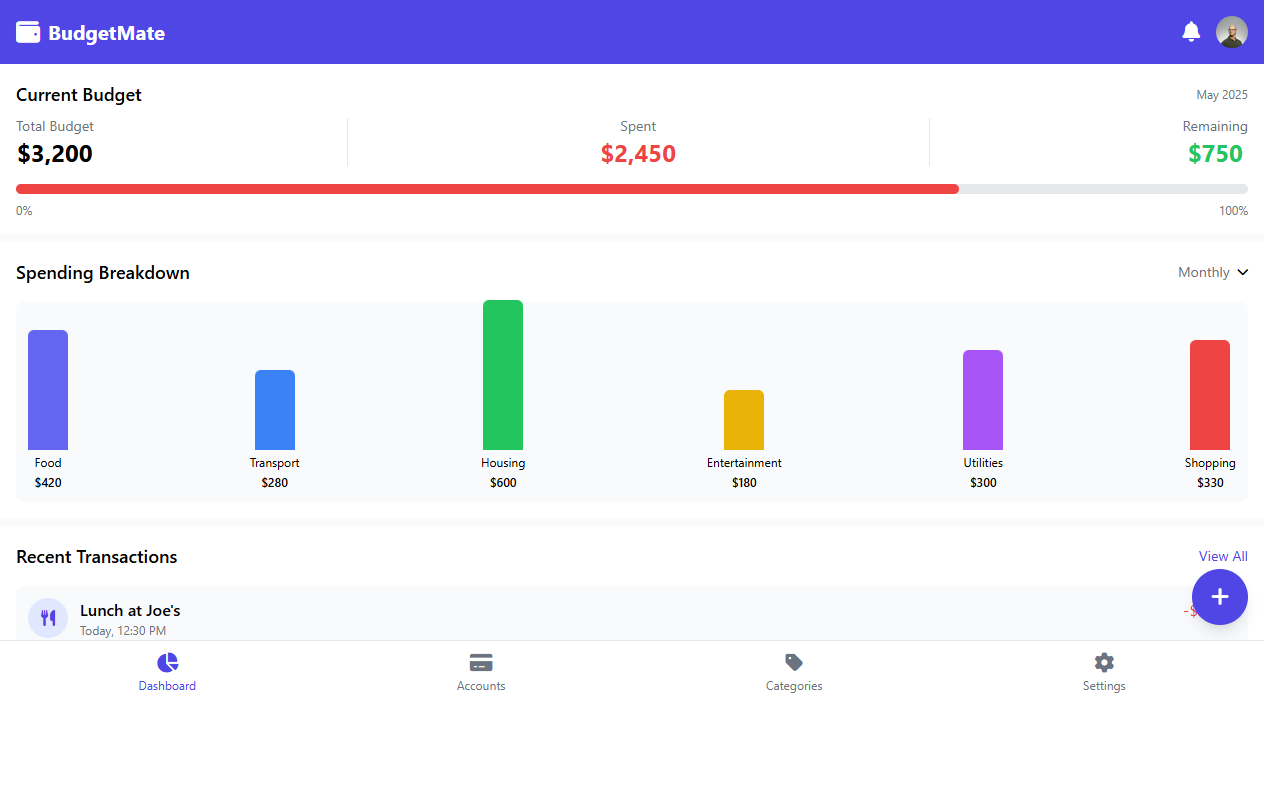 BudgetMate
Current Budget
May 2025
Total Budget
Spent
Remaining
$3,200
$2,450
$750
0%
100%
Spending Breakdown
Monthly
Food
Transport
Housing
Entertainment
Utilities
Shopping
$420
$280
$600
$180
$300
$330
Recent Transactions
View All
Lunch at Joe's
-$
Today, 12:30 PM
Dashboard
Accounts
Categories
Settings